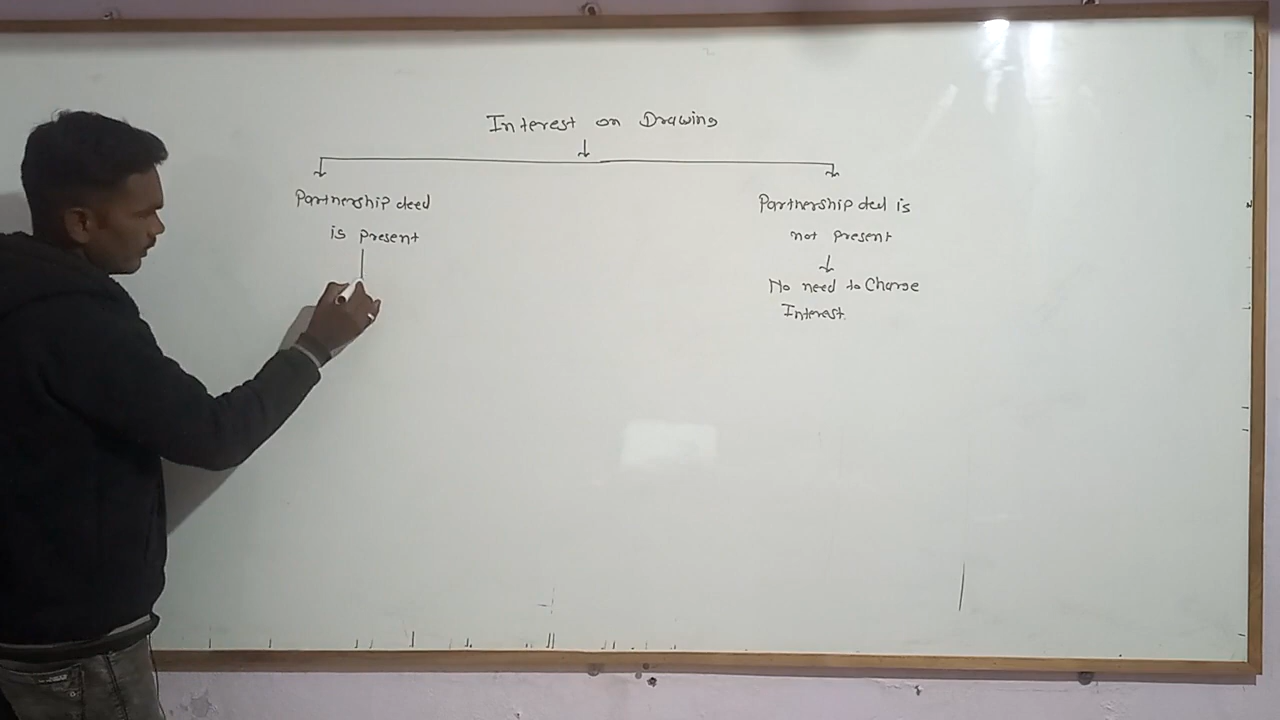 Interest on Drawing
Partnership deed
is present
Partnership deed is
not present
No need to Charge
Interest.